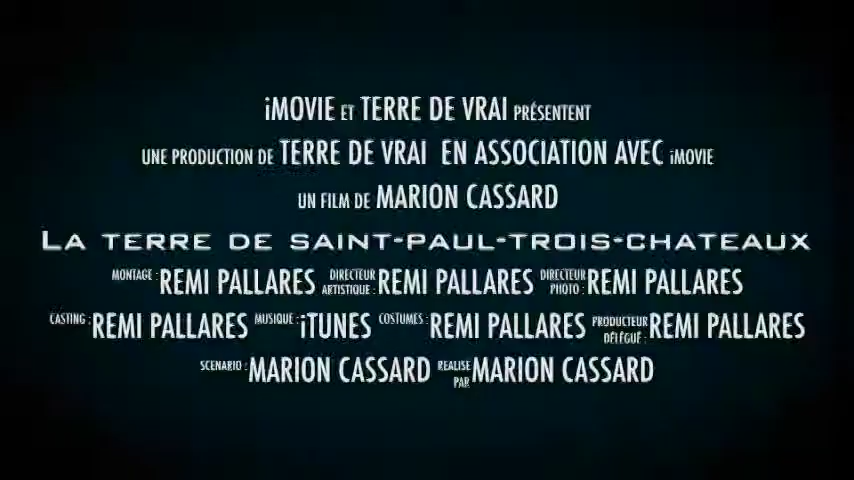 iMOVIE ET TERRE DE VRAI PRÉSENTENT
UNE PRODUCTION DE TERRE DE VRAI EN ASSOCIATION AVEC iMOVIE
UN FILM DE MARION CASSARD
LA TERRE DE SAINT-PAUL-TROIS-CHATEAUX
MONTAGE : REMI PALLARES DIRECTEUR ARTISTIQUE : REMI PALLARES DIRECTEUR PHOTO : REMI PALLARES
CASTING : REMI PALLARES MUSIQUE : iTUNES COSTUMES : REMI PALLARES PRODUCTEUR DÉLÉGUÉ : REMI PALLARES
SCENARIO : MARION CASSARD REALISE PAR MARION CASSARD